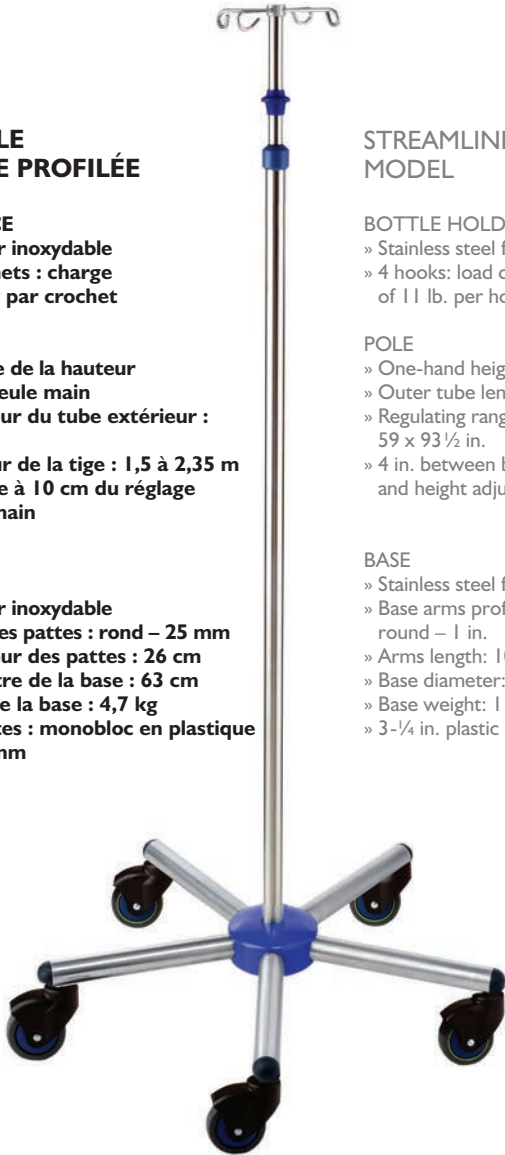 LE
E PROFILÉE
CE
r inoxydable
hets : charge
par crochet
e de la hauteur
eule main
ur du tube extérieur :
ur de la tige : 1,5 à 2,35 m
e à 10 cm du réglage
main
r inoxydable
es pattes : rond – 25 mm
eur des pattes : 26 cm
tre de la base : 63 cm
e la base : 4,7 kg
tes : monobloc en plastique
mm
STREAMLIN
MODEL
BOTTLE HOLD
» Stainless steel f
» 4 hooks: load c
of 11 lb. per ho
POLE
» One-hand heig
» Outer tube len
» Regulating rang
59 x 93 ½ in.
» 4 in. between b
and height adju
BASE
» Stainless steel f
» Base arms prof
round – 1 in.
» Arms length: 10
» Base diameter:
» Base weight: 1
» 3-¼ in. plastic